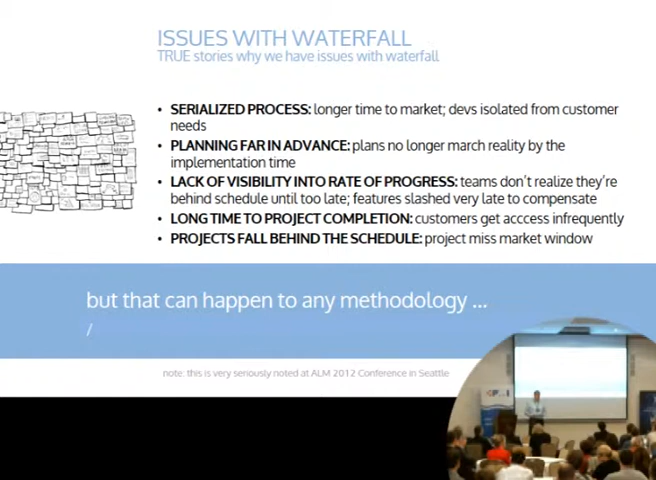 ISSUES WITH WATERFALL
TRUE stories why we have issues with waterfall
• SERIALIZED PROCESS: longer time to market; devs isolated from customer
needs
• PLANNING FAR IN ADVANCE: plans no longer march reality by the
implementation time
• LACK OF VISIBILITY INTO RATE OF PROGRESS: teams don't realize they're
behind schedule until too late; features slashed very late to compensate
• LONG TIME TO PROJECT COMPLETION: customers get acccess infrequently
• PROJECTS FALL BEHIND THE SCHEDULE: project miss market window
but that can happen to any methodology ...
/
note: this is very seriously noted at ALM 2012 Conference in Seattle